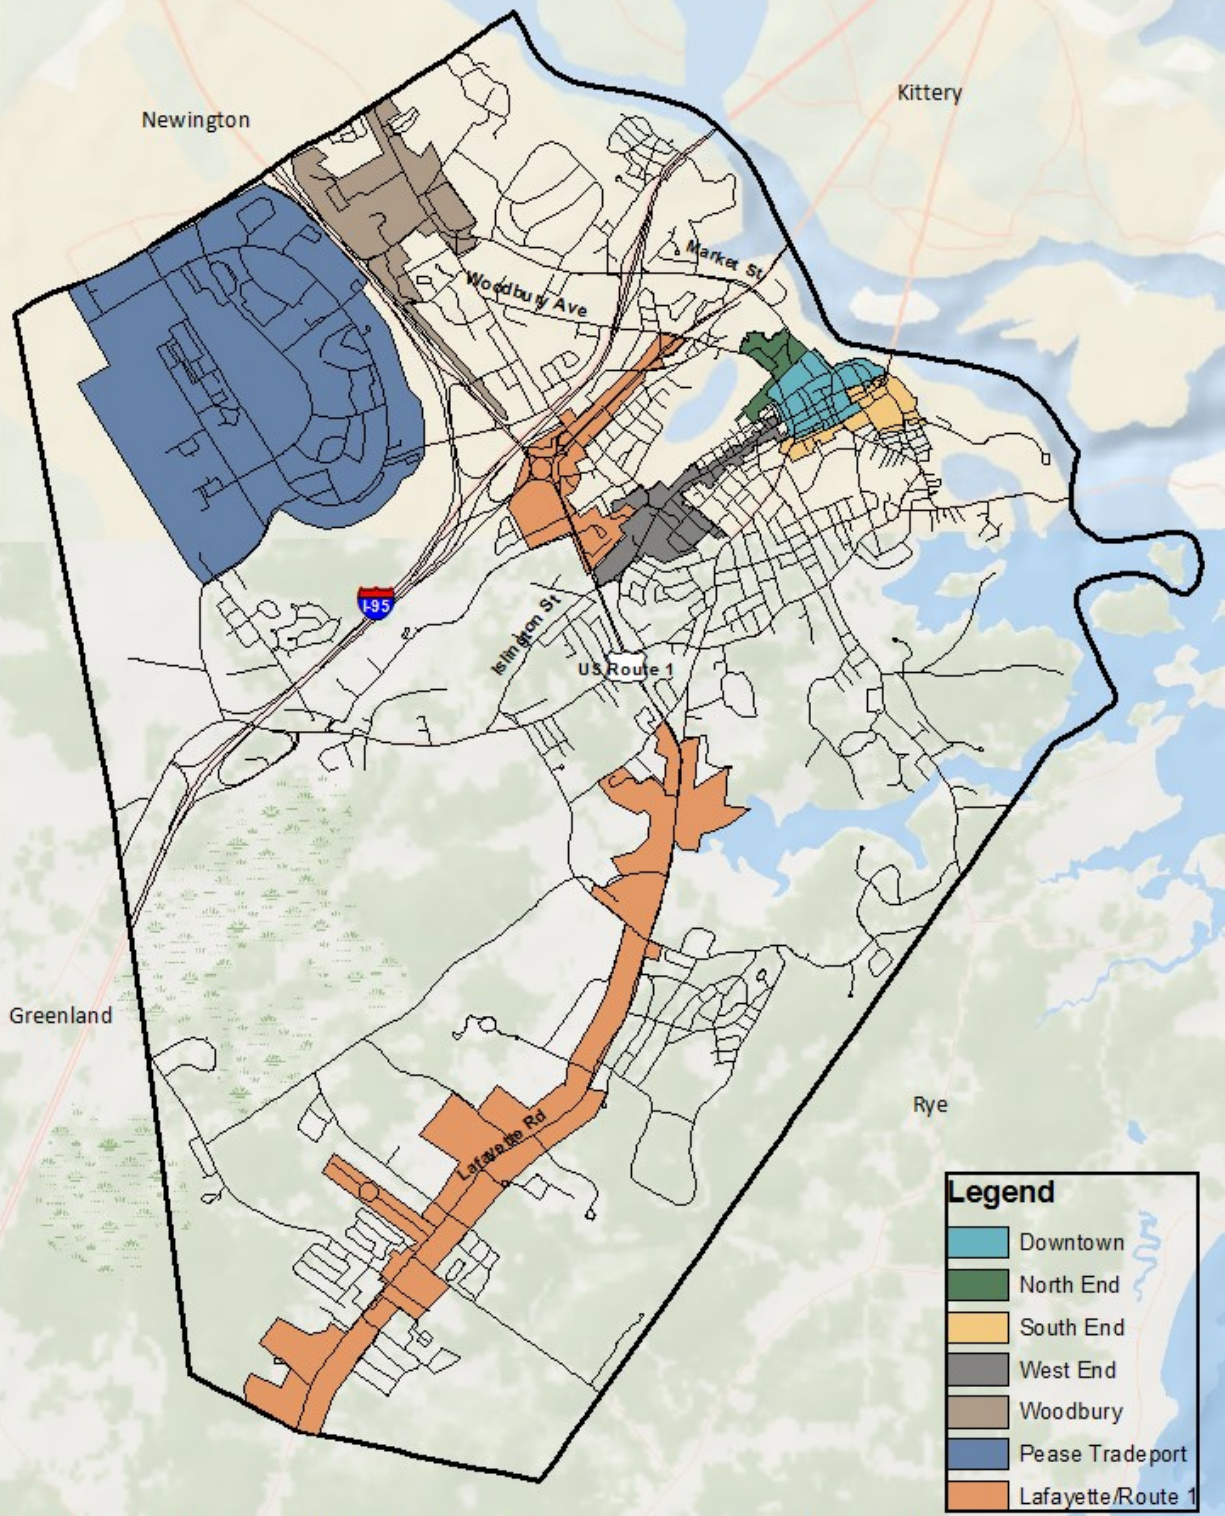 Kittery
Newington
Market St
Woodbury Ave
I-95
Islington St
US Route 1
Greenland
Rye
Lafayette Rd
Legend
Downtown
North End
South End
West End
Woodbury
Pease Tradeport
Lafayette/Route 1